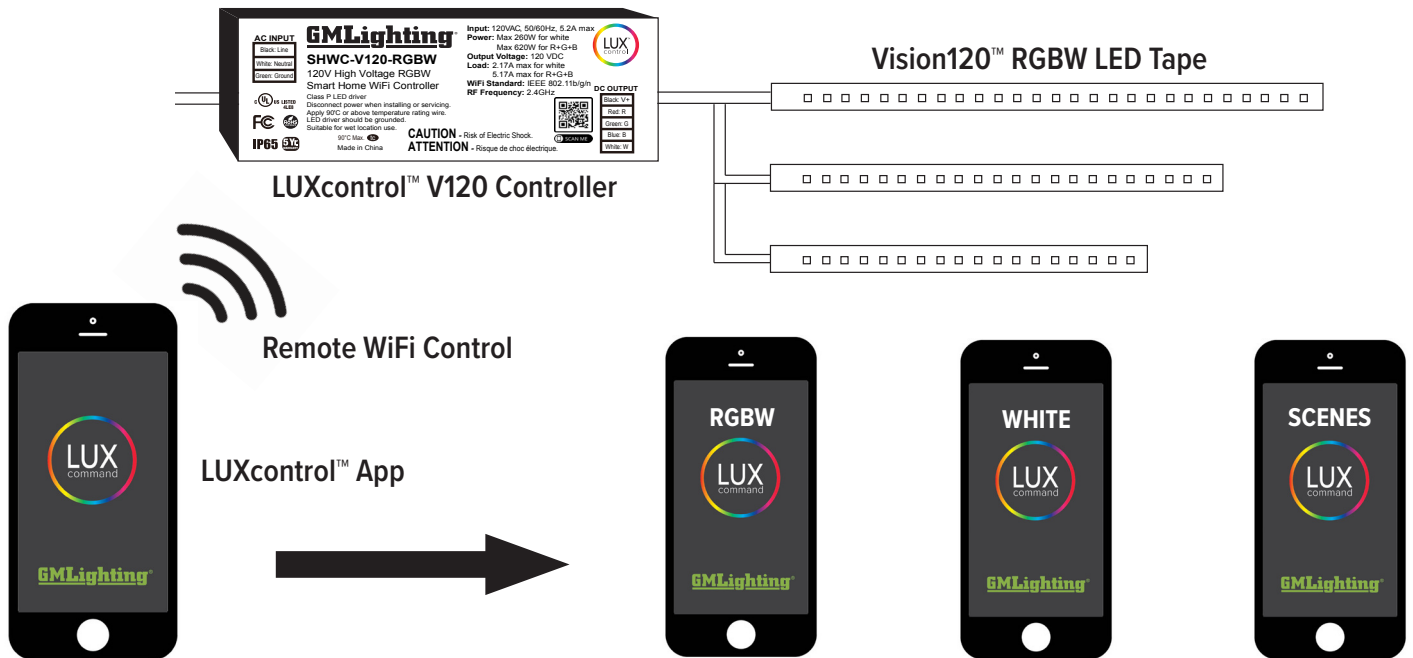 AC INPUT
Black: Line
White: Neutral
Green: Ground
C UL US LISTED
FC
RoHS
IP65
5 YR
GMLighting®
SHWC-V120-RGBW
120V High Voltage RGBW
Smart Home WiFi Controller
Class P LED driver
Disconnect power when installing or servicing.
Apply 90°C or above temperature rating wire.
LED driver should be grounded.
Suitable for wet location use.
90°C Max.
Made in China
Input: 120VAC, 50/60Hz, 5.2A max
Power: Max 260W for white
Max 620W for R+G+B
Output Voltage: 120 VDC
Load: 2.17A max for white
5.17A max for R+G+B
WiFi Standard: IEEE 802.11b/g/n
RF Frequency: 2.4GHz
CAUTION - Risk of Electric Shock.
ATTENTION - Risque de choc électrique.
LUX
control
SCAN ME
DC OUTPUT
Black: V+
Red: R
Green: G
Blue: B
White: W
Vision120™ RGBW LED Tape
LUXcontrol™ V120 Controller
Remote WiFi Control
LUXcontrol™ App
LUX
command
GMLighting®
RGBW
LUX
command
GMLighting®
WHITE
LUX
command
GMLighting®
SCENES
LUX
command
GMLighting®